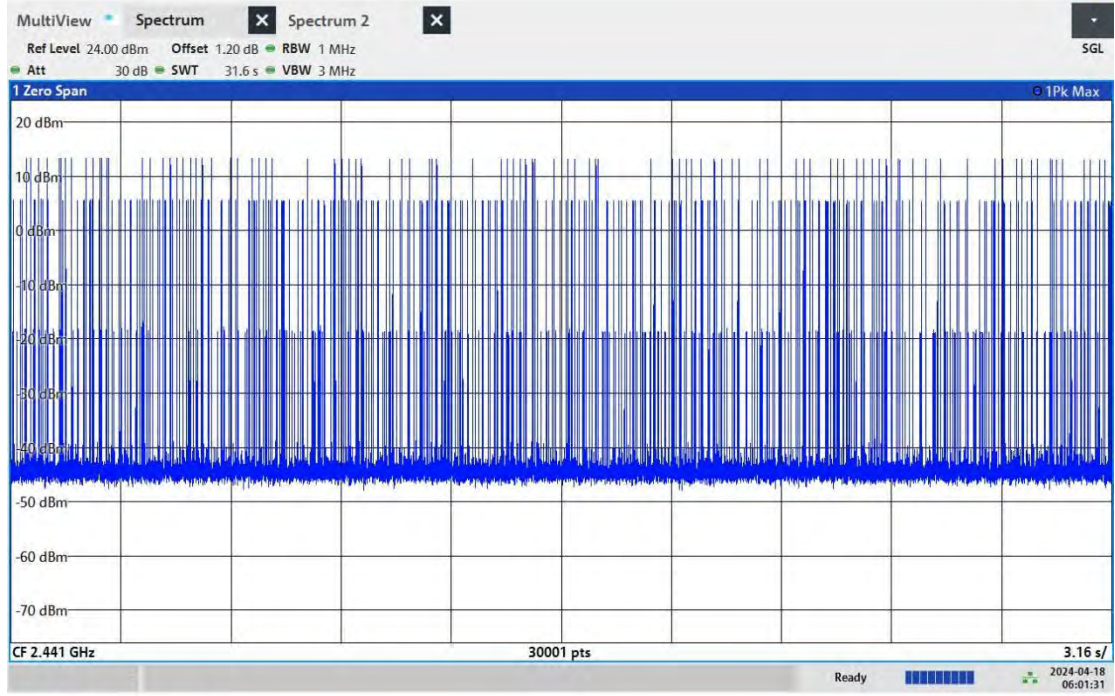 MultiView Spectrum X Spectrum 2 X
Ref Level 24.00 dBm Offset 1.20 dB RBW 1 MHz SGL
Att 30 dB SWT 31.6 s VBW 3 MHz
1 Zero Span 1Pk Max
20 dBm
10 dBm
0 dBm
-10 dBm
-20 dBm
-30 dBm
-40 dBm
-50 dBm
-60 dBm
-70 dBm
CF 2.441 GHz 30001 pts 3.16 s/
Ready 2024-04-18
06:01:31